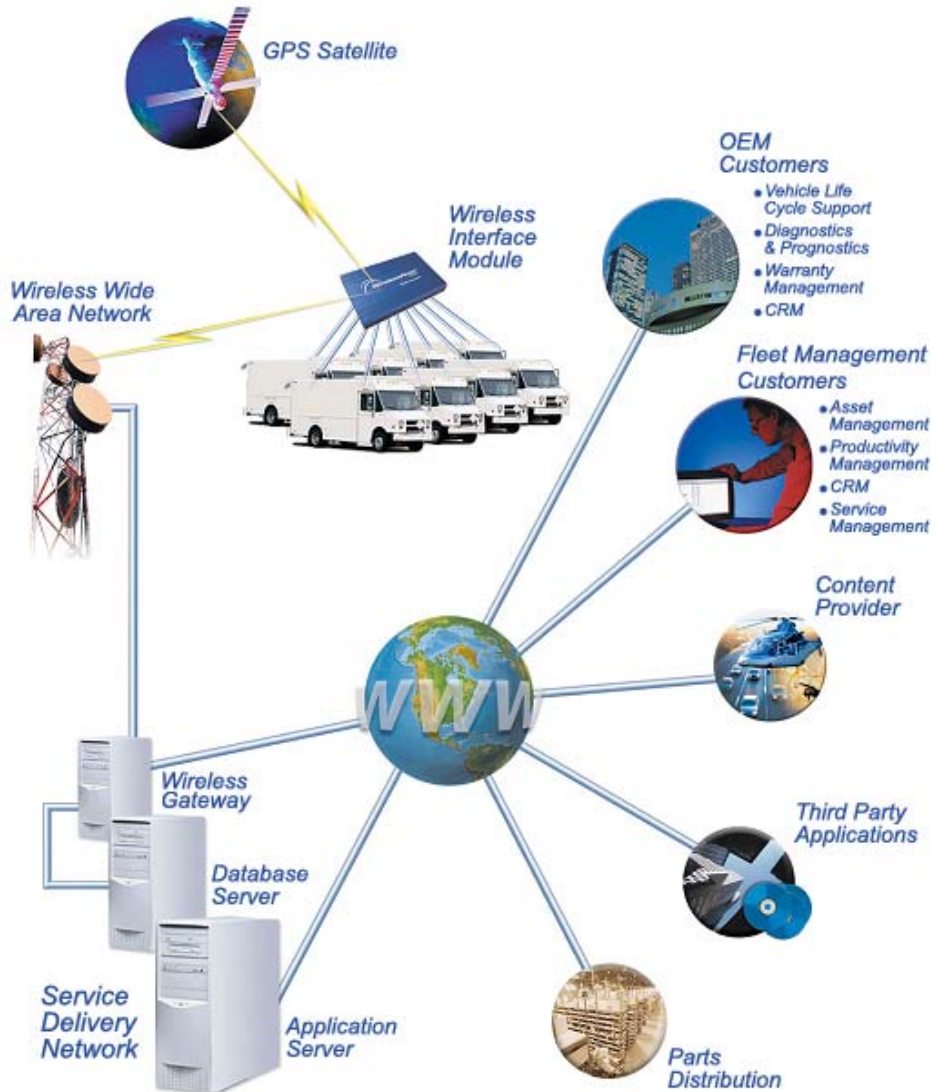 GPS Satellite
OEM
Customers
• Vehicle Life
Cycle Support
• Diagnostics
& Prognostics
• Warranty
Management
• CRM
Wireless
Interface
Module
Wireless Wide
Area Network
Fleet Management
Customers
• Asset
Management
• Productivity
Management
• CRM
• Service
Management
Content
Provider
WWW
Wireless
Gateway
Third Party
Applications
Database
Server
Service
Delivery
Network
Application
Server
Parts
Distribution